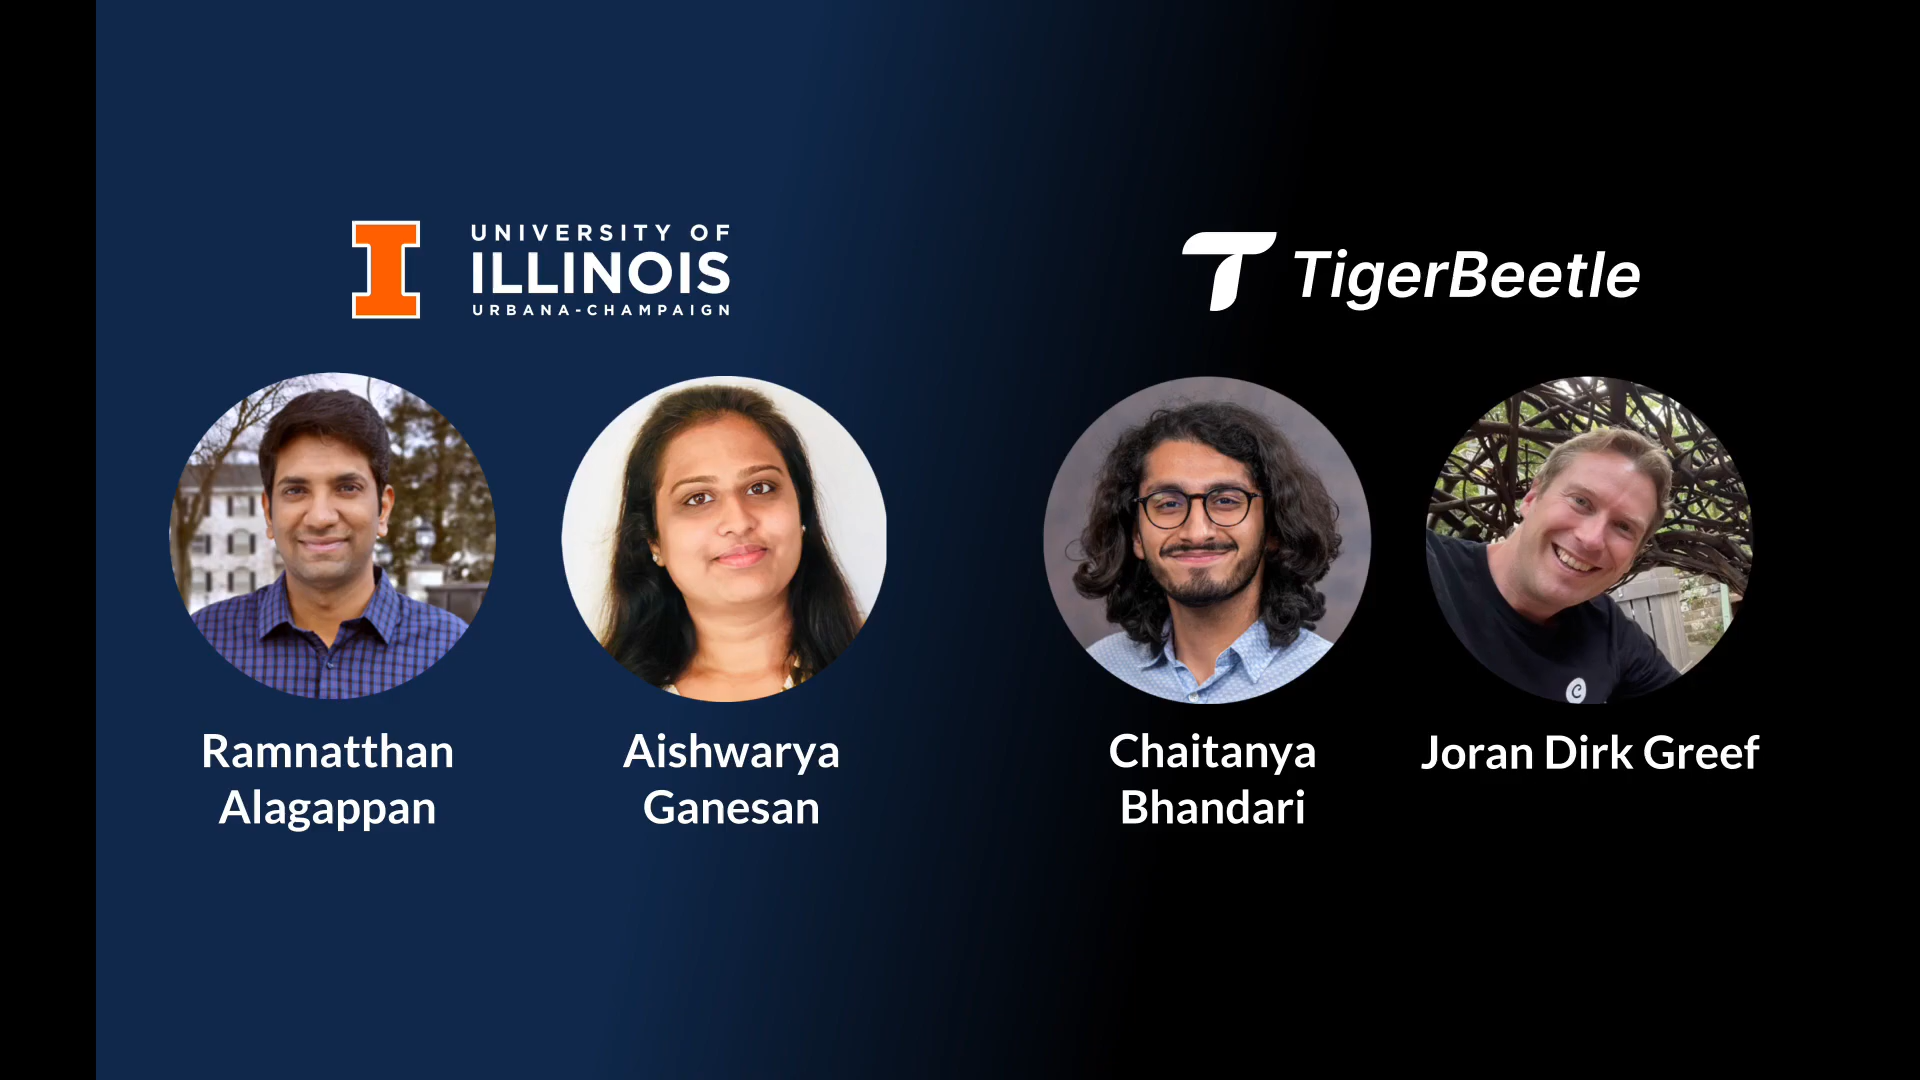 UNIVERSITY OF
ILLINOIS
URBANA-CHAMPAIGN
TigerBeetle
Ramnatthan
Alagappan
Aishwarya
Ganesan
Chaitanya
Bhandari
Joran Dirk Greef